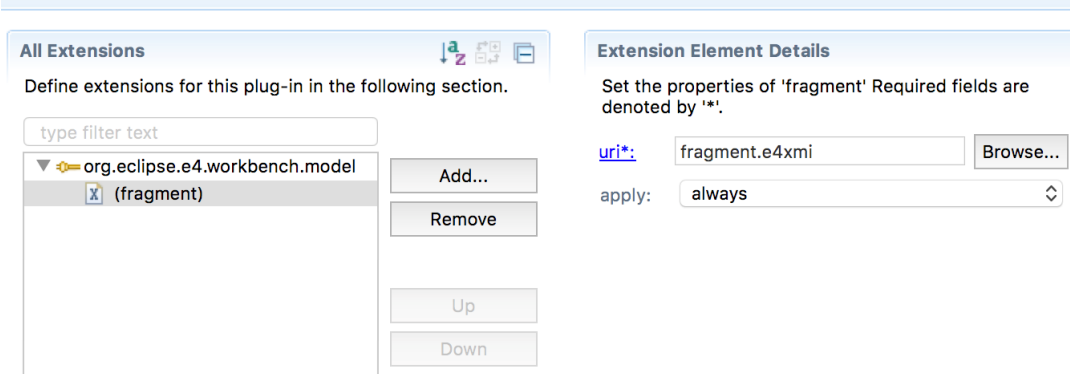 All Extensions
Define extensions for this plug-in in the following section.
type filter text
org.eclipse.e4.workbench.model
(fragment)
Add...
Remove
Up
Down
Extension Element Details
Set the properties of 'fragment' Required fields are
denoted by '*'.
uri*: fragment.e4xmi Browse...
apply: always